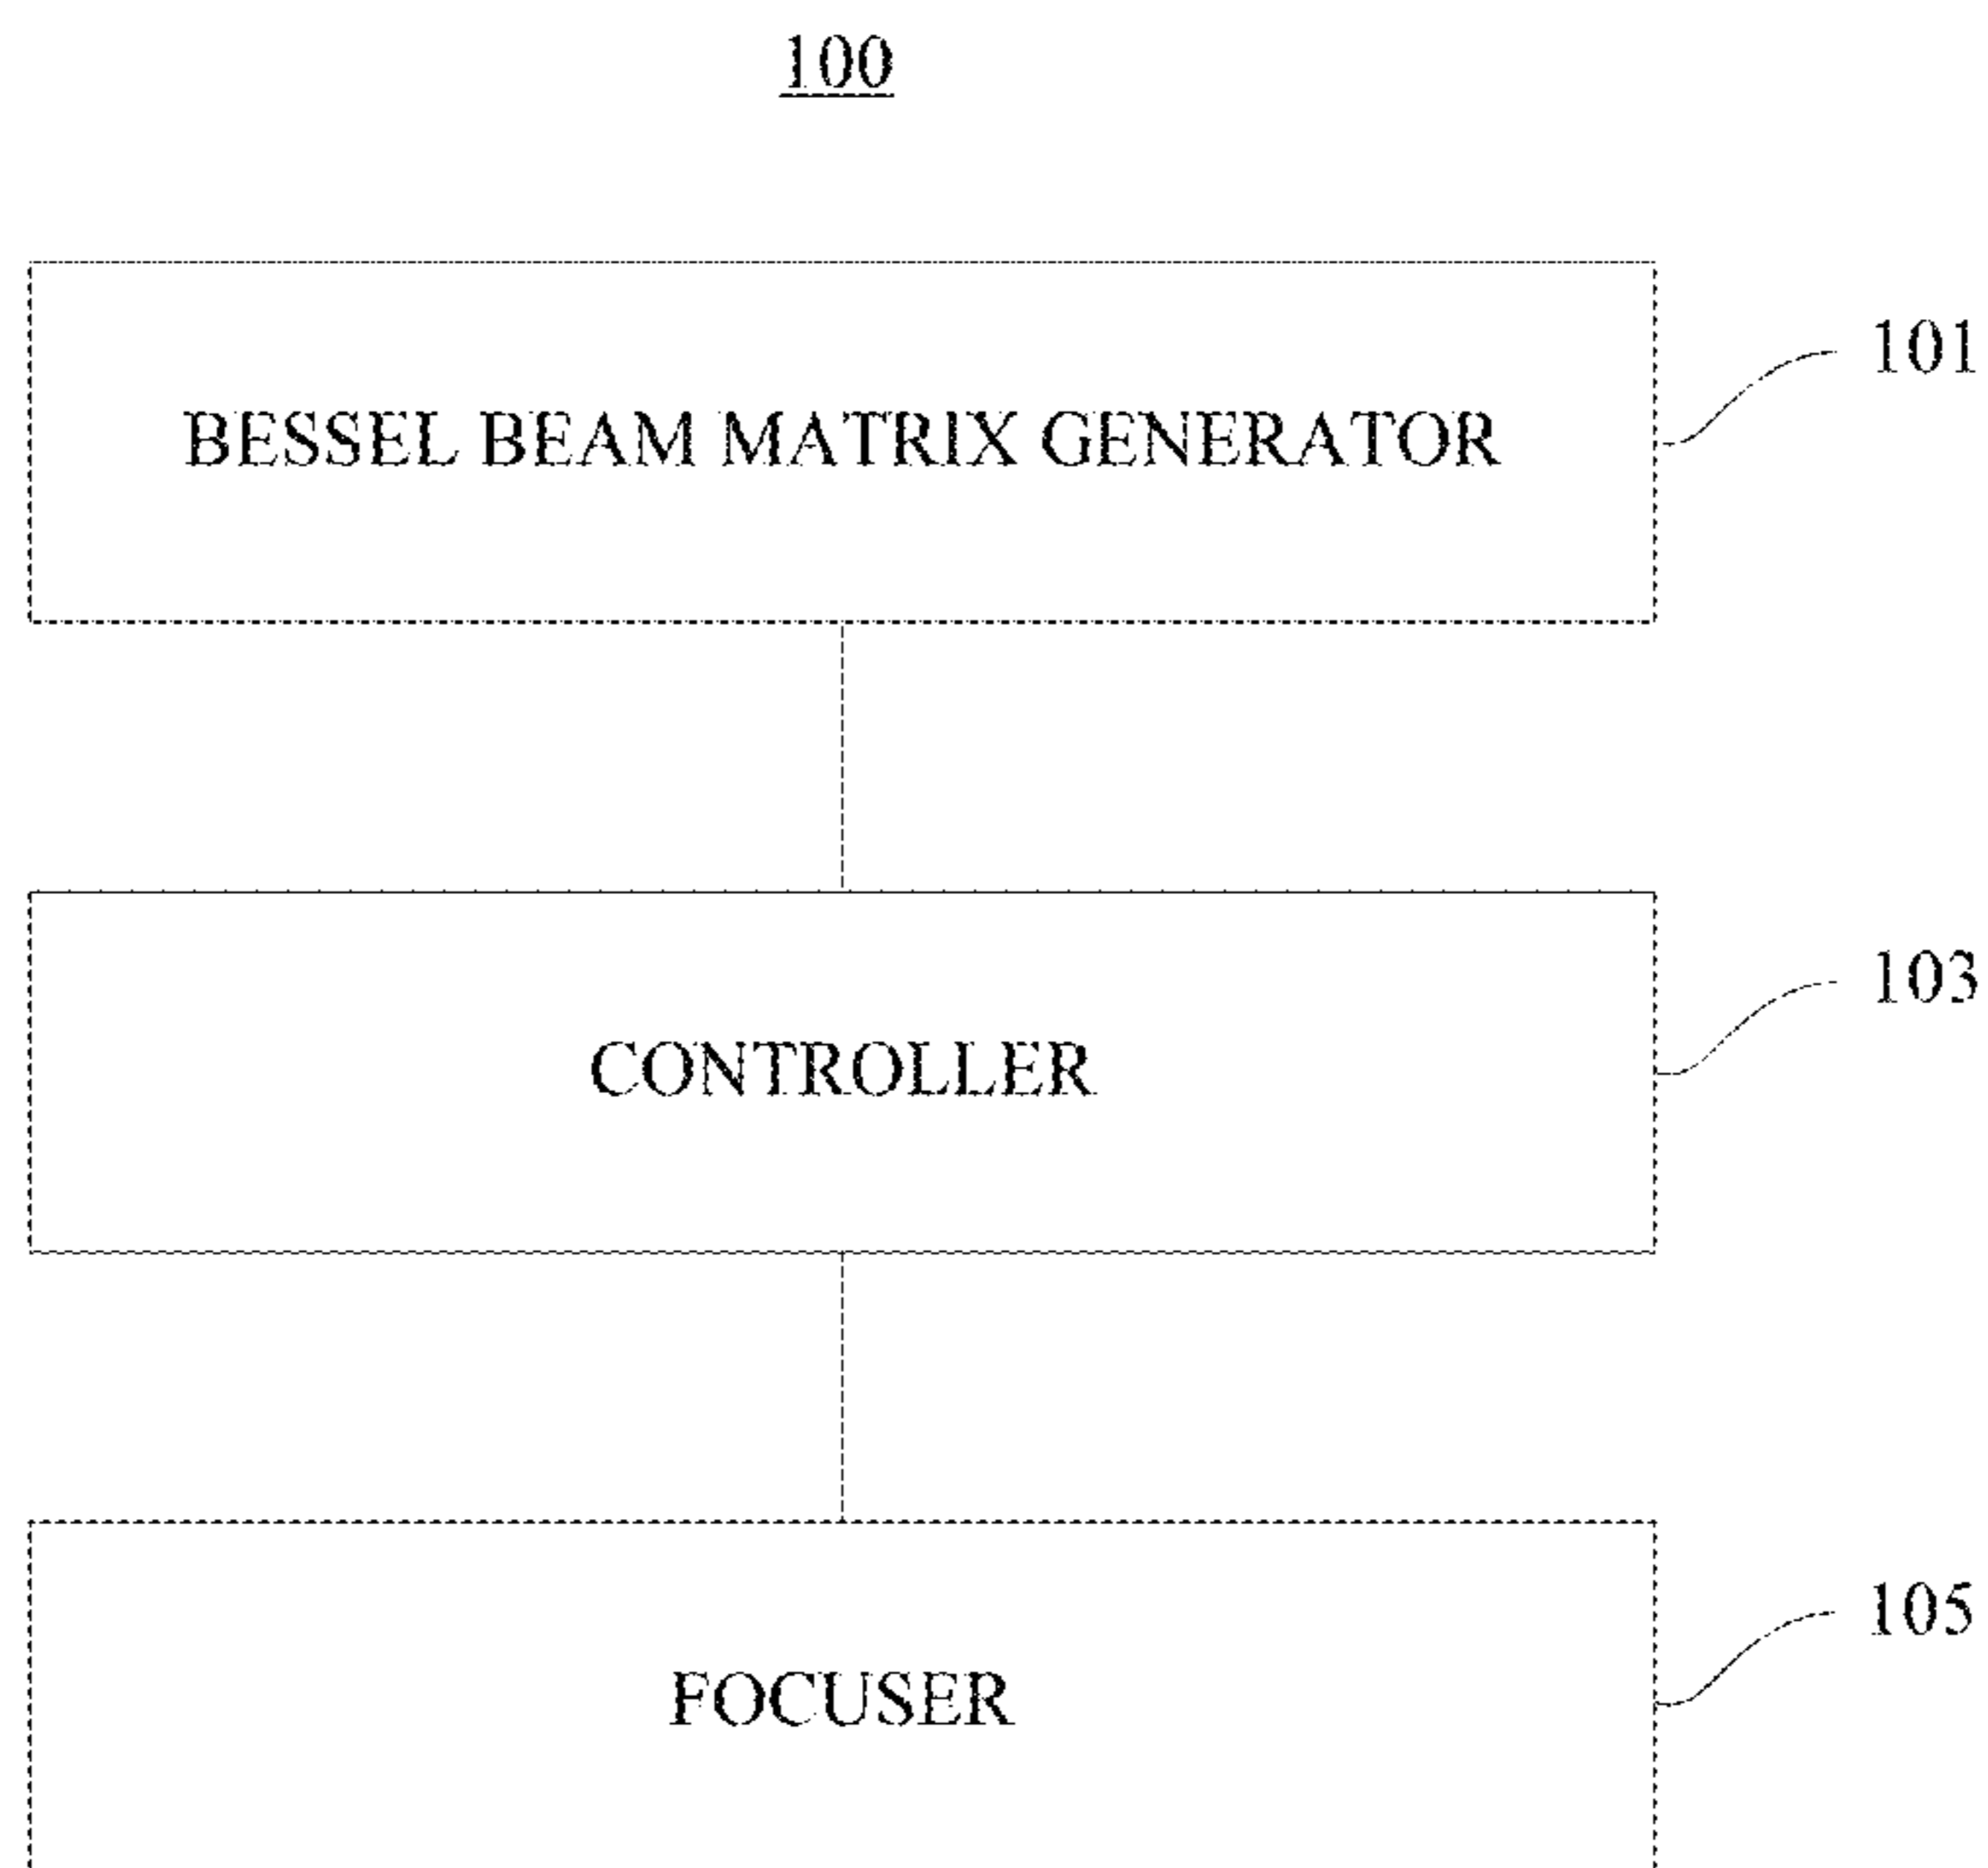 100
BESSEL BEAM MATRIX GENERATOR
101
CONTROLLER
103
FOCUSER
105